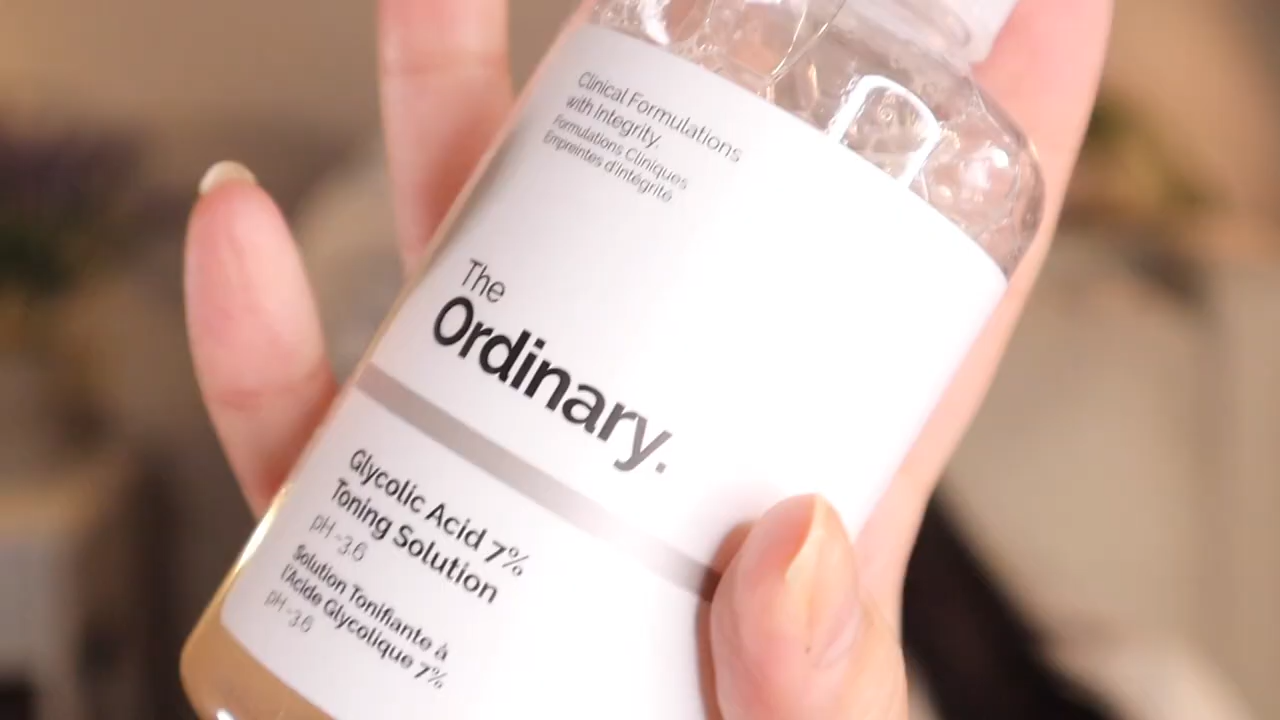 Clinical Formulations
with Integrity.
Formulations Cliniques
Empreintes d'Intégrité
The
Ordinary.
Glycolic Acid 7%
Toning Solution
pH ~3.6
Solution Tonifiante à
l'Acide Glycolique 7%
pH ~3.6